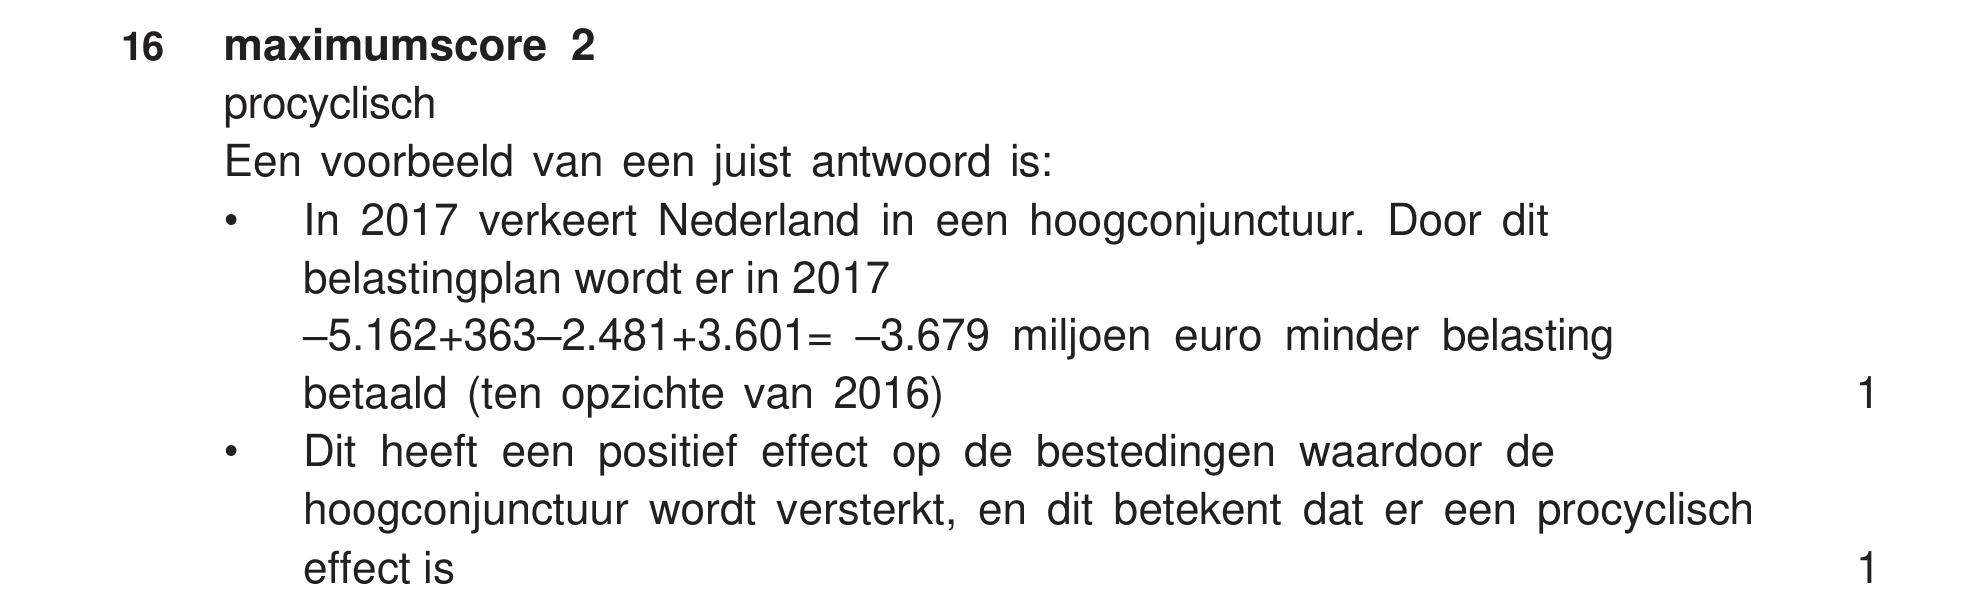 16 maximumscore 2
procyclisch
Een voorbeeld van een juist antwoord is:
• In 2017 verkeert Nederland in een hoogconjunctuur. Door dit
belastingplan wordt er in 2017
–5.162+363–2.481+3.601= –3.679 miljoen euro minder belasting
betaald (ten opzichte van 2016) 1
• Dit heeft een positief effect op de bestedingen waardoor de
hoogconjunctuur wordt versterkt, en dit betekent dat er een procyclisch
effect is 1